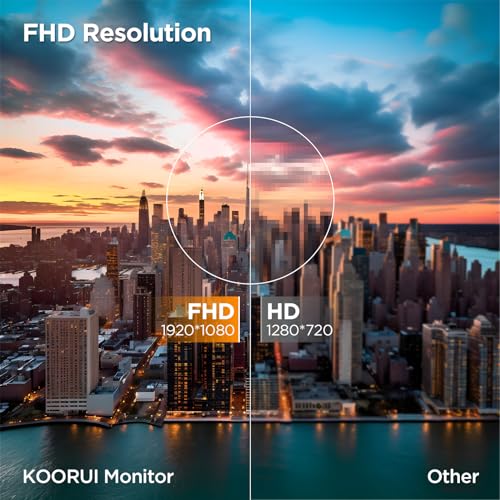 FHD Resolution
FHD
1920*1080
HD
1280*720
KOORUI Monitor
Other